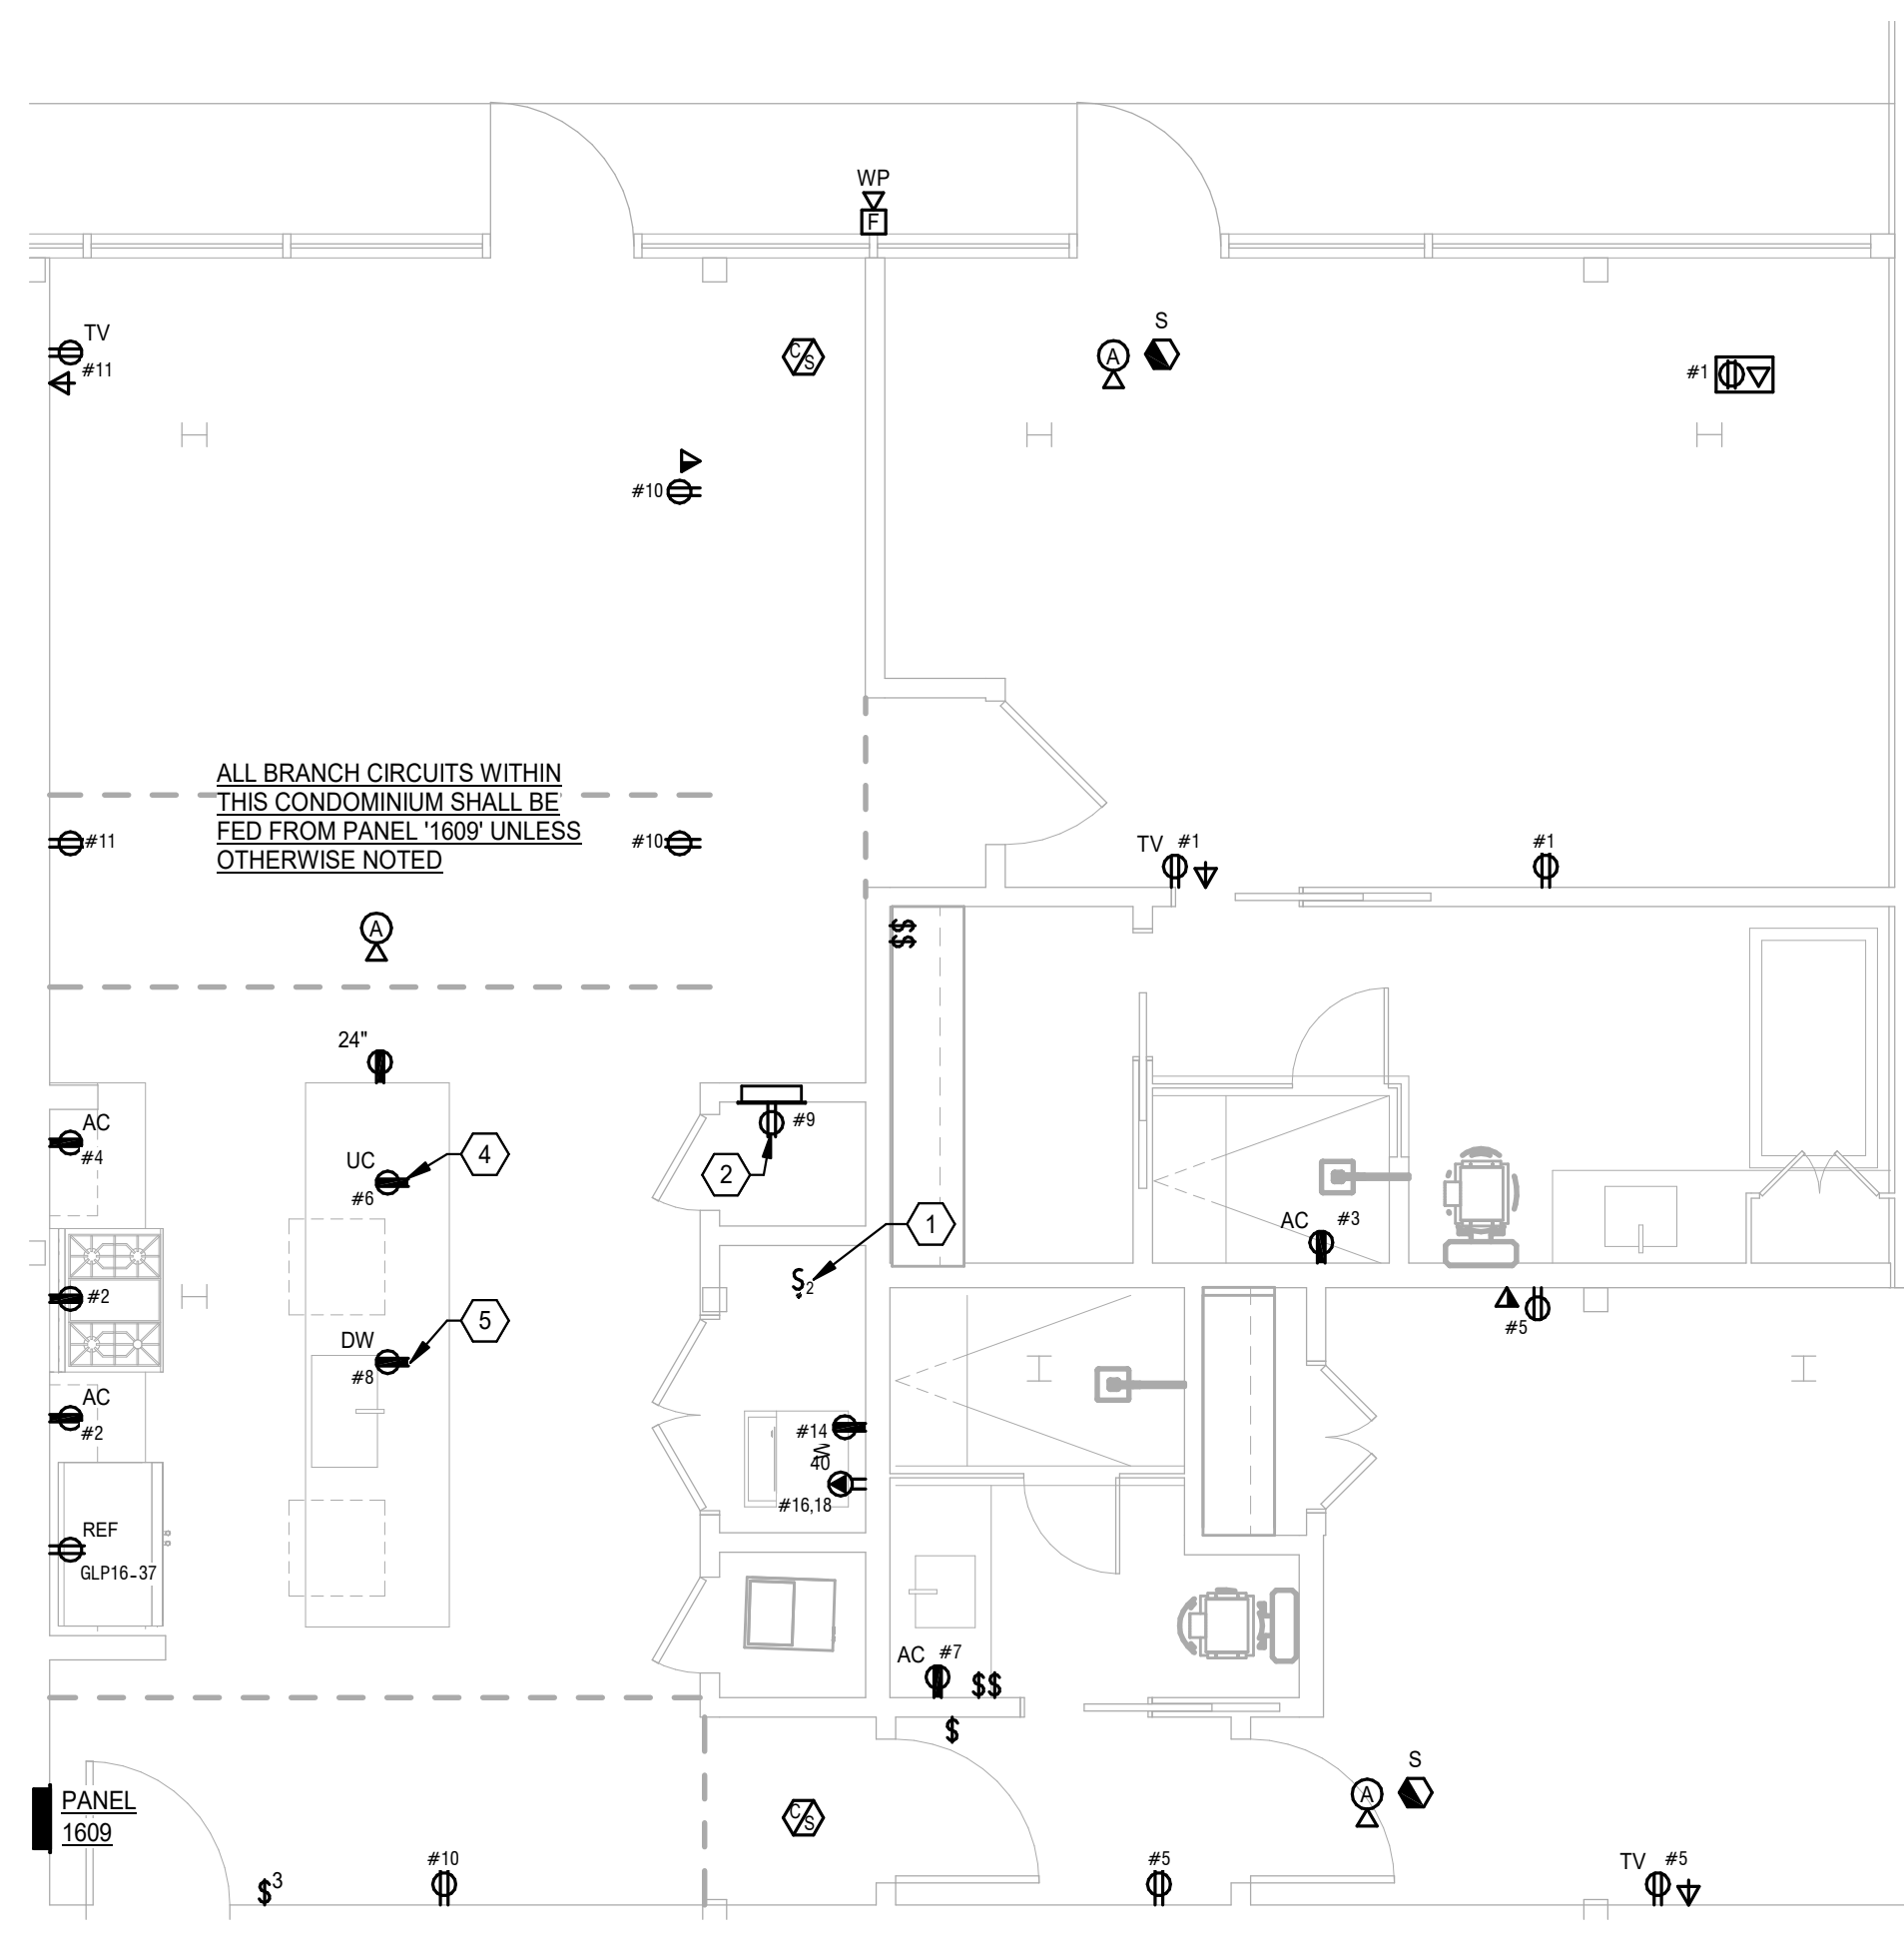 WP
F
TV
#11
C/S
A
S
#1
#10
ALL BRANCH CIRCUITS WITHIN
THIS CONDOMINIUM SHALL BE
FED FROM PANEL '1609' UNLESS
OTHERWISE NOTED
#11
#10
TV #1
#1
$$
A
24"
AC
#4
#9
UC
4
#6
2
1
AC #3
$2
#2
5
DW
#8
#5
AC
#2
#14
W
40
#16,18
REF
GLP16-37
AC #7
$$
$
PANEL
1609
C/S
A
S
#10
$3
#5
TV #5